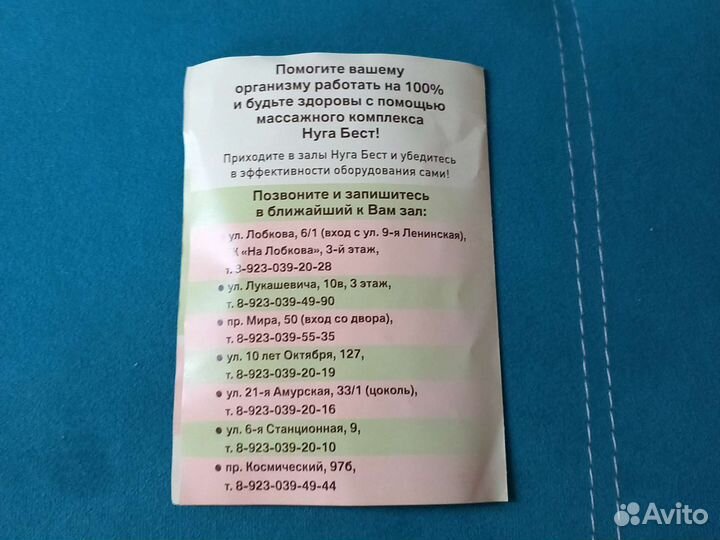 Помогите вашему
организму работать на 100%
и будьте здоровы с помощью
массажного комплекса
Нуга Бест!
Приходите в залы Нуга Бест и убедитесь
в эффективности оборудования сами!
Позвоните и запишитесь
в ближайший к Вам зал:
ул. Лобкова, 6/1 (вход с ул. 9-я Ленинская),
К «На Лобкова», 3-й этаж,
т. 8-923-039-20-28
• ул. Лукашевича, 10в, 3 этаж,
т. 8-923-039-49-90
• пр. Мира, 50 (вход со двора),
т. 8-923-039-55-35
• ул. 10 лет Октября, 127,
т. 8-923-039-20-19
• ул. 21-я Амурская, 33/1 (цоколь),
т. 8-923-039-20-16
• ул. 6-я Станционная, 9,
т. 8-923-039-20-10
• пр. Космический, 97б,
т. 8-923-039-49-44
Avito